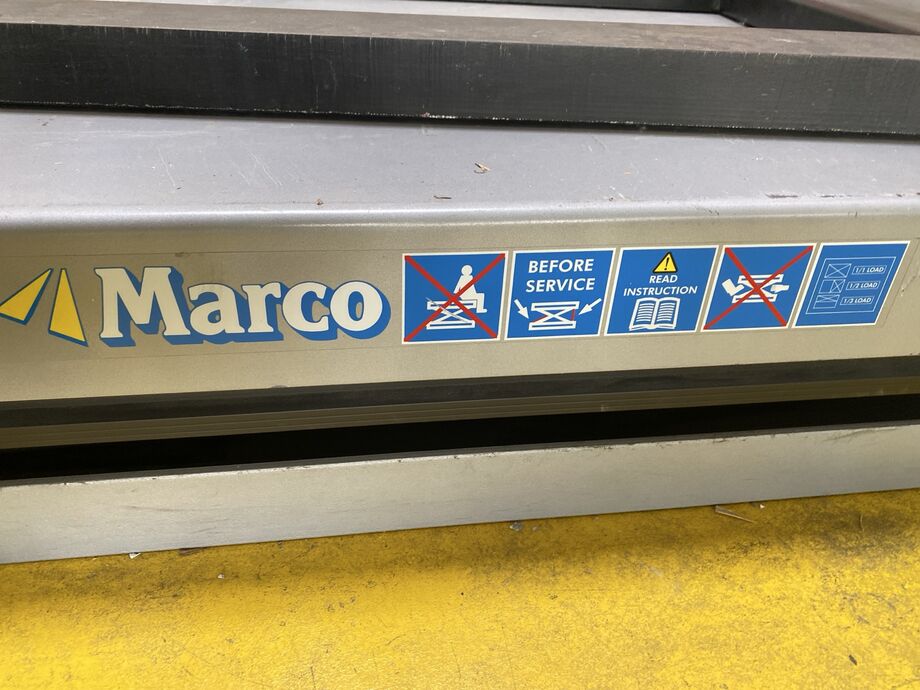 Marco
BEFORE
SERVICE
READ
INSTRUCTION
1/1 LOAD
1/2 LOAD
1/3 LOAD